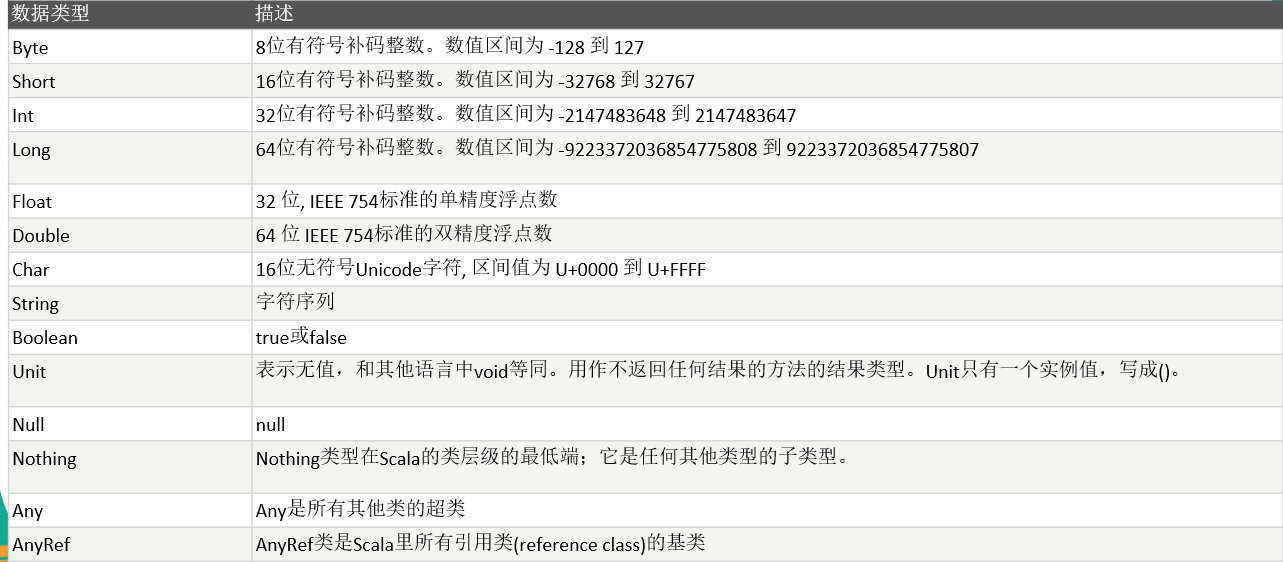 数据类型 描述
Byte 8位有符号补码整数。数值区间为 -128 到 127
Short 16位有符号补码整数。数值区间为 -32768 到 32767
Int 32位有符号补码整数。数值区间为 -2147483648 到 2147483647
Long 64位有符号补码整数。数值区间为 -9223372036854775808 到 9223372036854775807
Float 32 位, IEEE 754标准的单精度浮点数
Double 64 位 IEEE 754标准的双精度浮点数
Char 16位无符号Unicode字符, 区间值为 U+0000 到 U+FFFF
String 字符序列
Boolean true或false
Unit 表示无值，和其他语言中void等同。用作不返回任何结果的方法的结果类型。Unit只有一个实例值，写成()。
Null null
Nothing Nothing类型在Scala的类层级的最低端；它是任何其他类型的子类型。
Any Any是所有其他类的超类
AnyRef AnyRef类是Scala里所有引用类(reference class)的基类